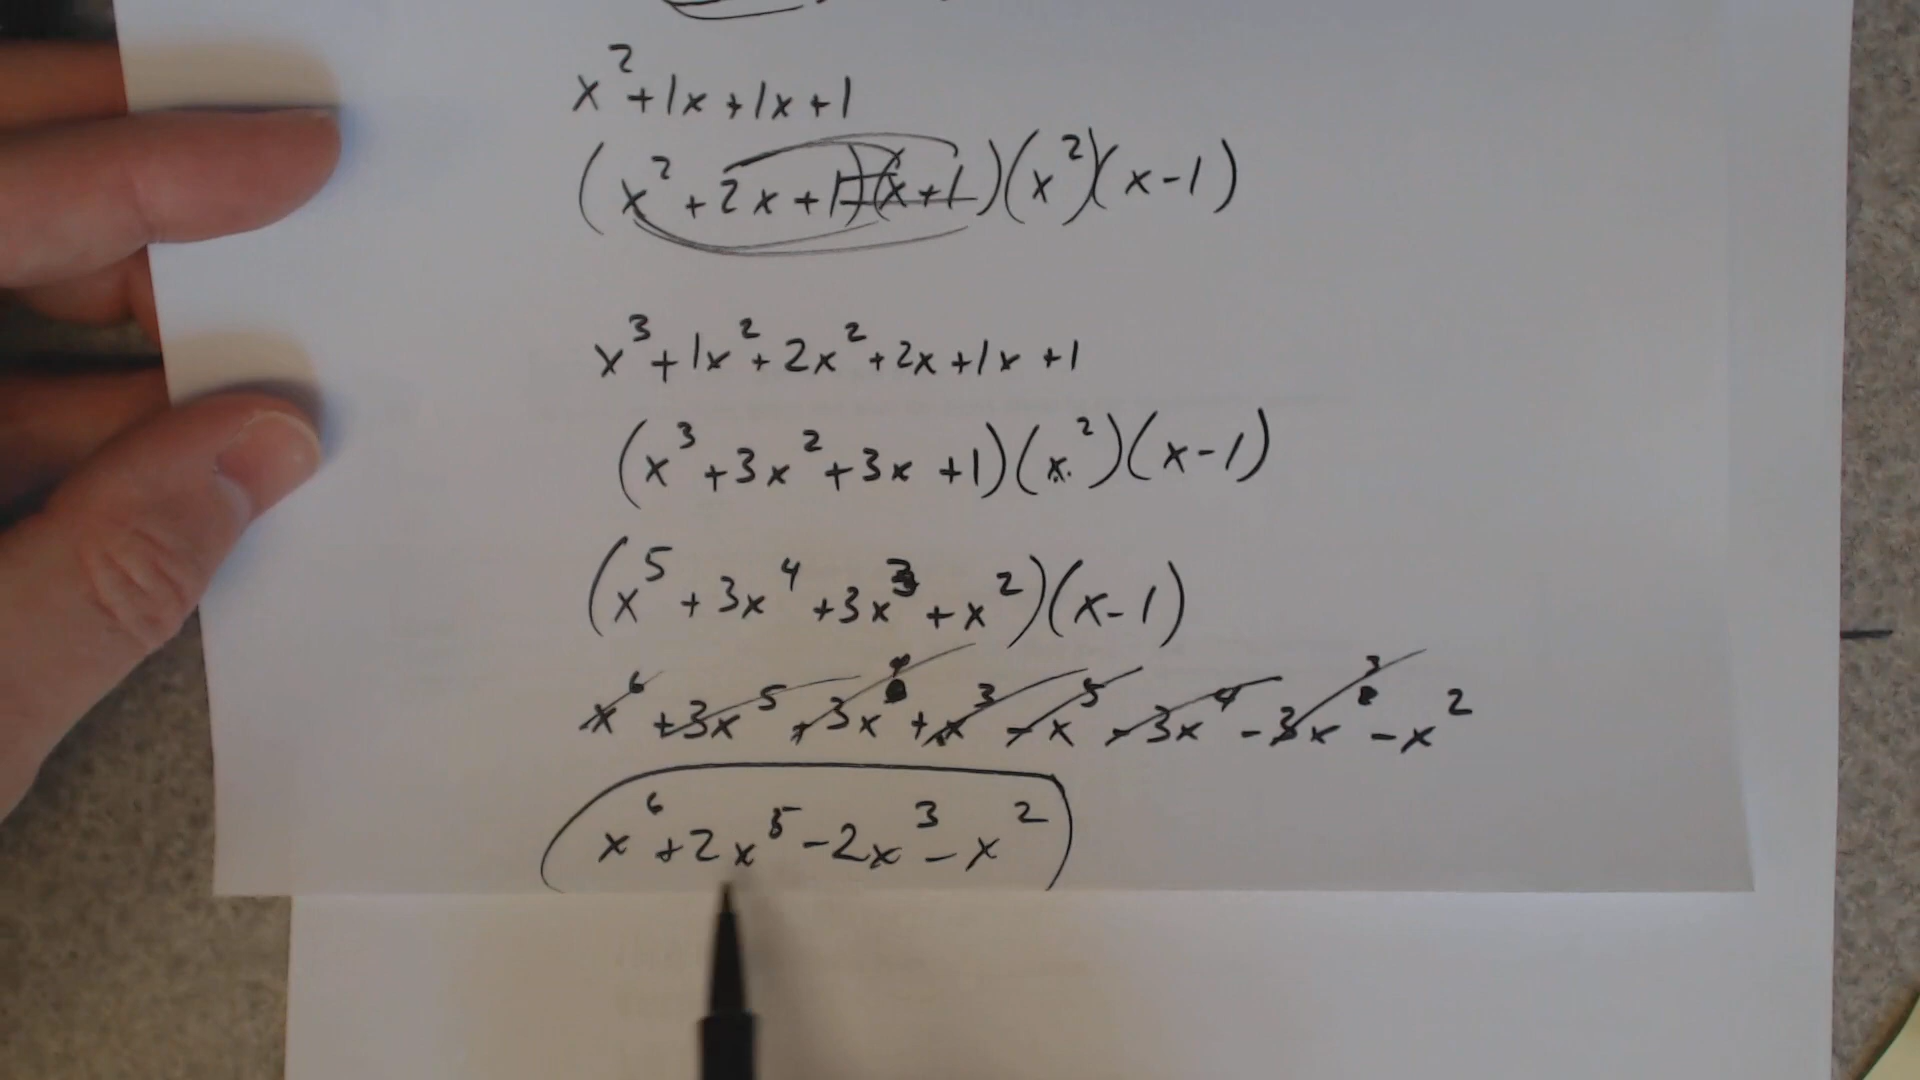 x² + 1x + 1x + 1
(x² + 2x + 1)(x + 1)(x²)(x - 1)
x³ + 1x² + 2x² + 2x + 1x + 1
(x³ + 3x² + 3x + 1)(x²)(x - 1)
(x⁵ + 3x⁴ + 3x³ + x²)(x - 1)
x⁶ + 3x⁵ + 3x⁴ + x³ - x⁵ - 3x⁴ - 3x³ - x²
x⁶ + 2x⁵ - 2x³ - x²